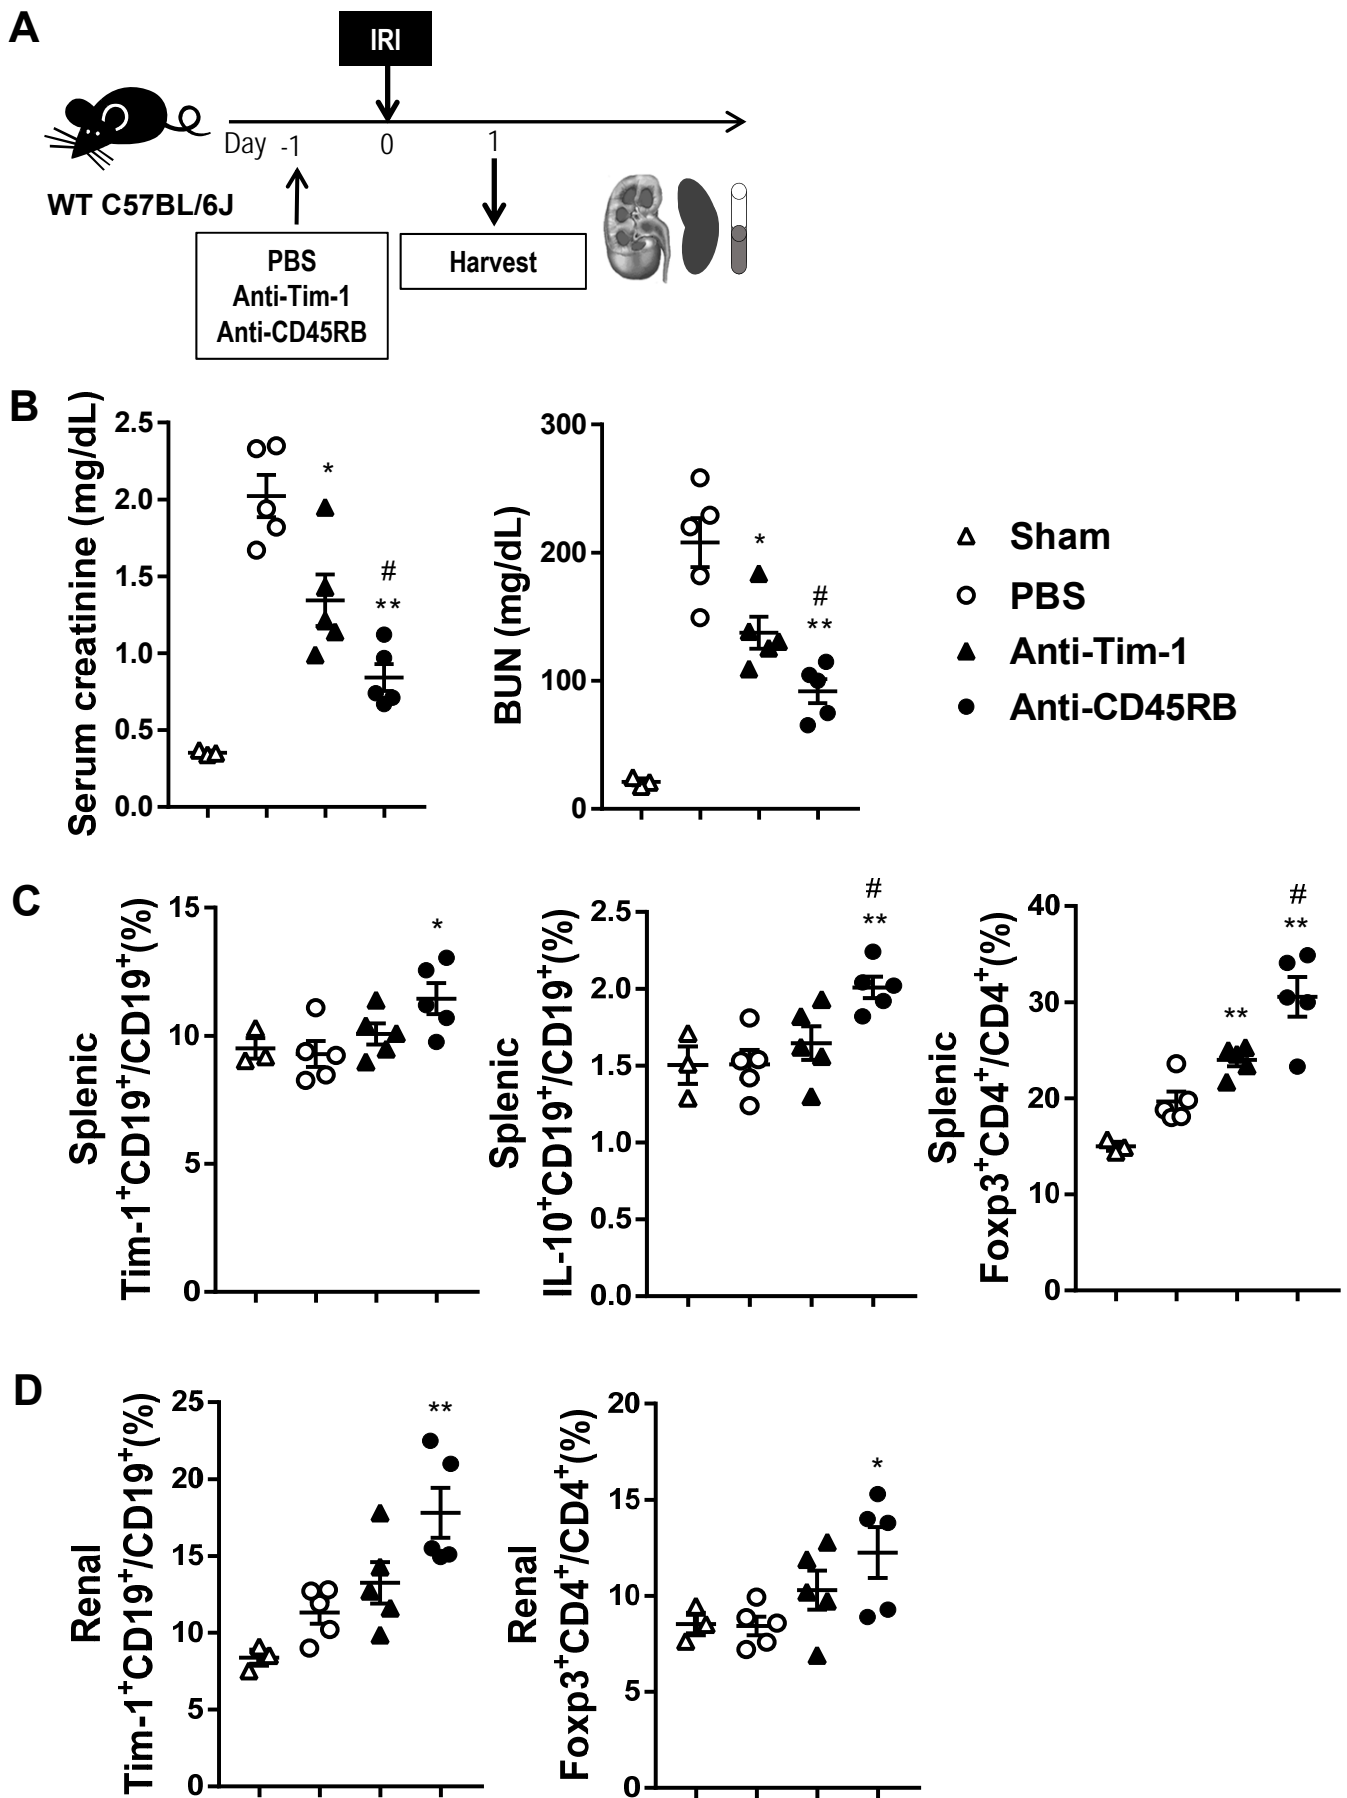 A
IRI
Day -1 0 1
WT C57BL/6J
PBS
Anti-Tim-1
Anti-CD45RB
Harvest
B
Serum creatinine (mg/dL)
2.5
2.0
1.5
1.0
0.5
0.0
*
#
**
BUN (mg/dL)
300
200
100
0
*
#
**
Sham
PBS
Anti-Tim-1
Anti-CD45RB
C
Splenic
Tim-1⁺CD19⁺/CD19⁺(%)
15
10
5
0
*
Splenic
IL-10⁺CD19⁺/CD19⁺(%)
2.5
2.0
1.5
1.0
0.5
0.0
#
**
Splenic
Foxp3⁺CD4⁺/CD4⁺(%)
40
30
20
10
0
**
#
**
D
Renal
Tim-1⁺CD19⁺/CD19⁺(%)
25
20
15
10
5
0
**
Renal
Foxp3⁺CD4⁺/CD4⁺(%)
20
15
10
5
0
*